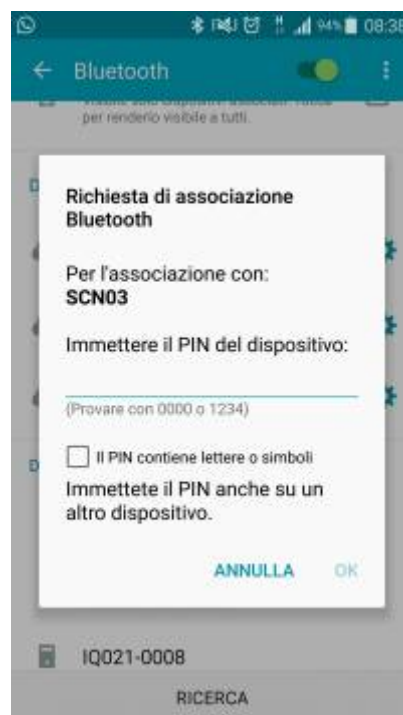 94% 08:38
Bluetooth
per renderlo visibile a tutti.
Richiesta di associazione
Bluetooth
Per l'associazione con:
SCN03
Immettere il PIN del dispositivo:
(Provare con 0000 o 1234)
Il PIN contiene lettere o simboli
Immettete il PIN anche su un
altro dispositivo.
ANNULLA OK
IQ021-0008
RICERCA